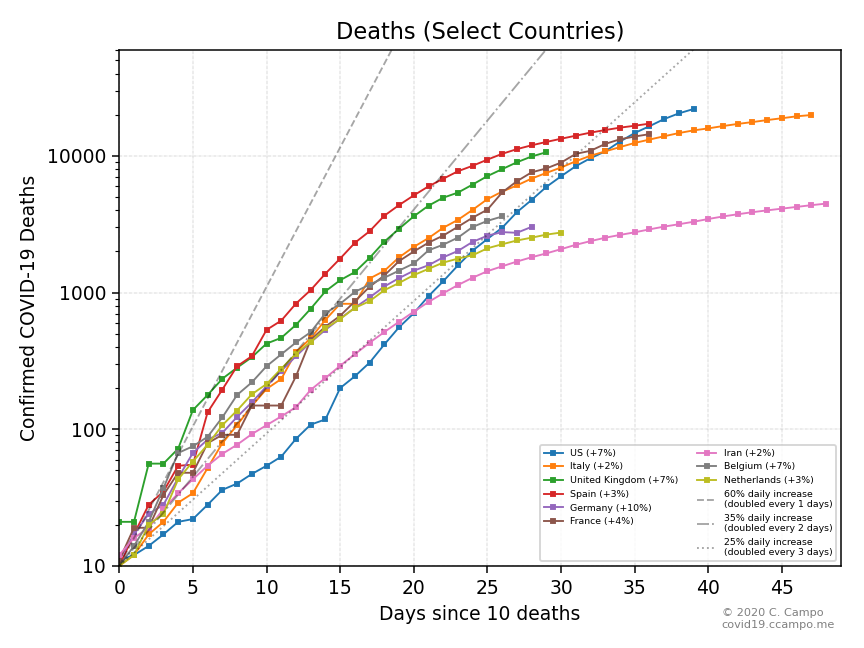 Deaths (Select Countries)
Confirmed COVID-19 Deaths
10000
1000
100
10
0 5 10 15 20 25 30 35 40 45
Days since 10 deaths
US (+7%)
Italy (+2%)
United Kingdom (+7%)
Spain (+3%)
Germany (+10%)
France (+4%)
Iran (+2%)
Belgium (+7%)
Netherlands (+3%)
60% daily increase
(doubled every 1 days)
35% daily increase
(doubled every 2 days)
25% daily increase
(doubled every 3 days)
© 2020 C. Campo
covid19.ccampo.me